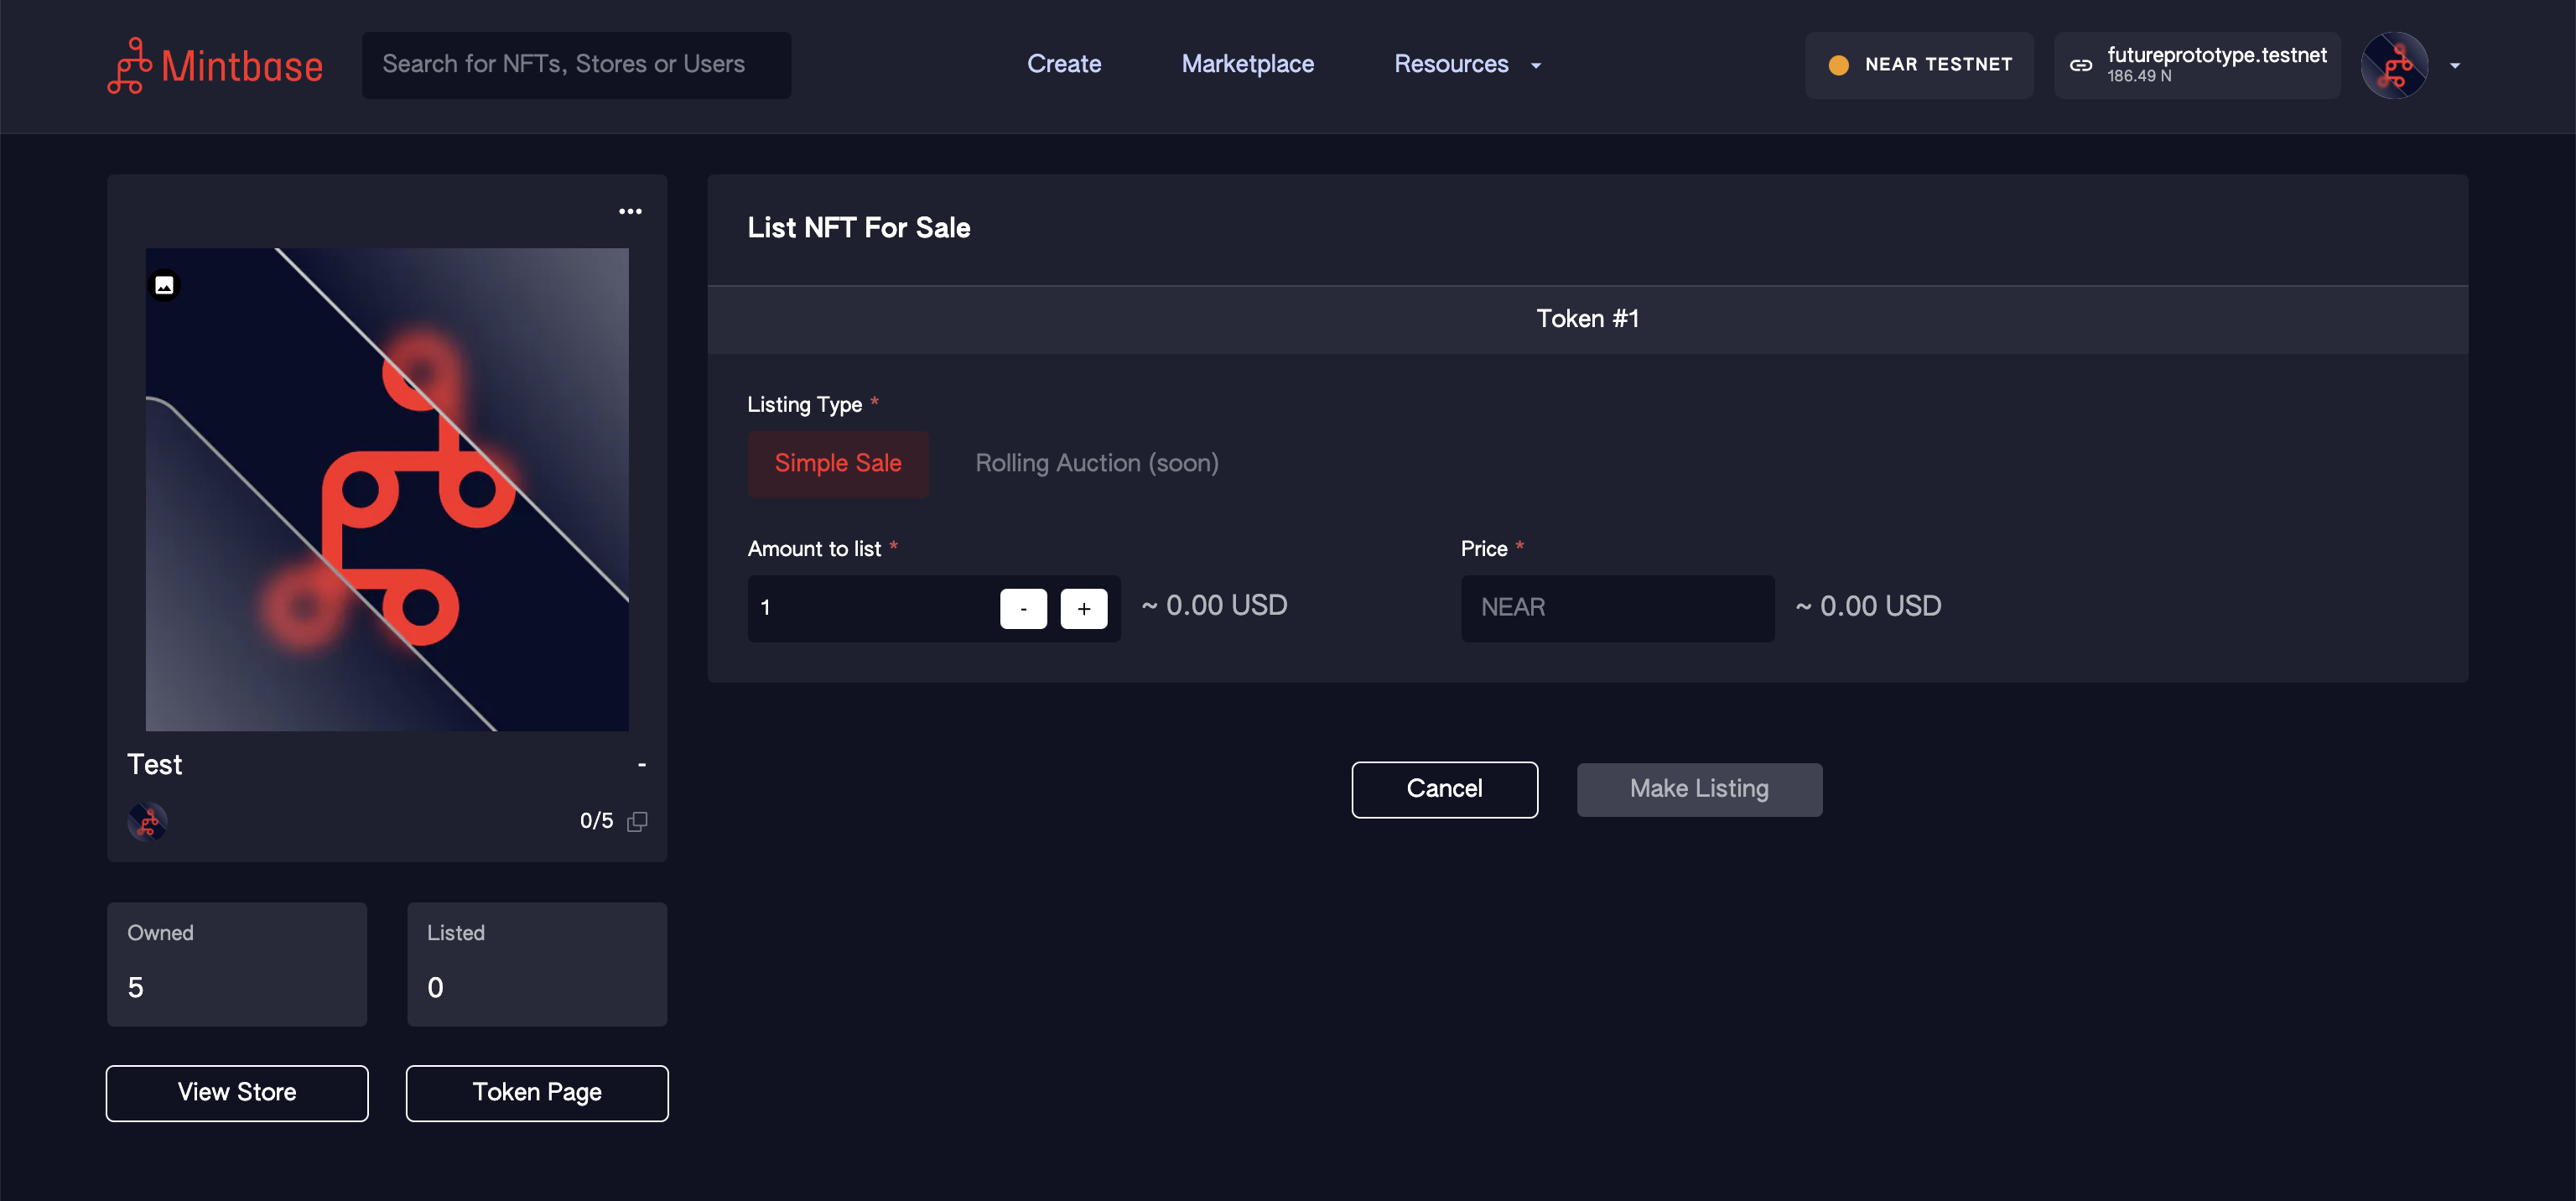 Mintbase
Search for NFTs, Stores or Users
Create
Marketplace
Resources
NEAR TESTNET
futureprototype.testnet
186.49 N
Test
-
0/5
Owned
5
Listed
0
View Store
Token Page
List NFT For Sale
Token #1
Listing Type *
Simple Sale
Rolling Auction (soon)
Amount to list *
1
-
+
~ 0.00 USD
Price *
NEAR
~ 0.00 USD
Cancel
Make Listing